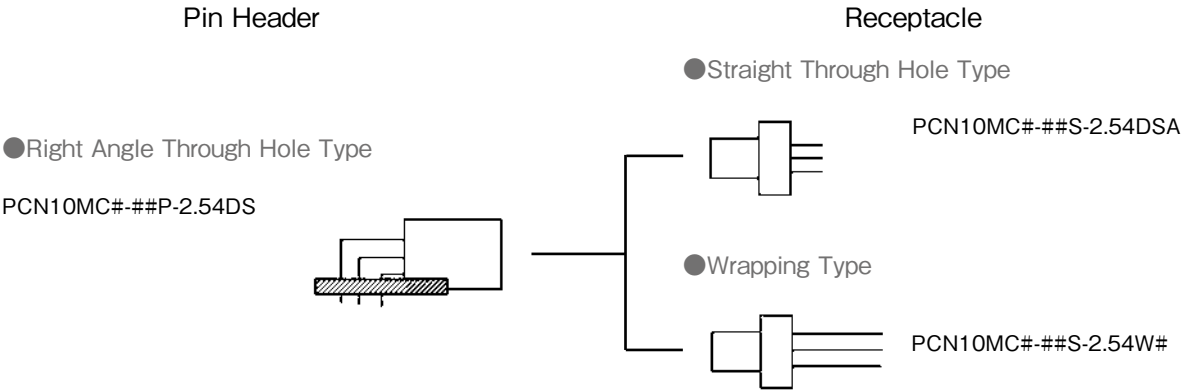 Pin Header
Receptacle
●Straight Through Hole Type
PCN10MC#-##S-2.54DSA
●Right Angle Through Hole Type
PCN10MC#-##P-2.54DS
●Wrapping Type
PCN10MC#-##S-2.54W#